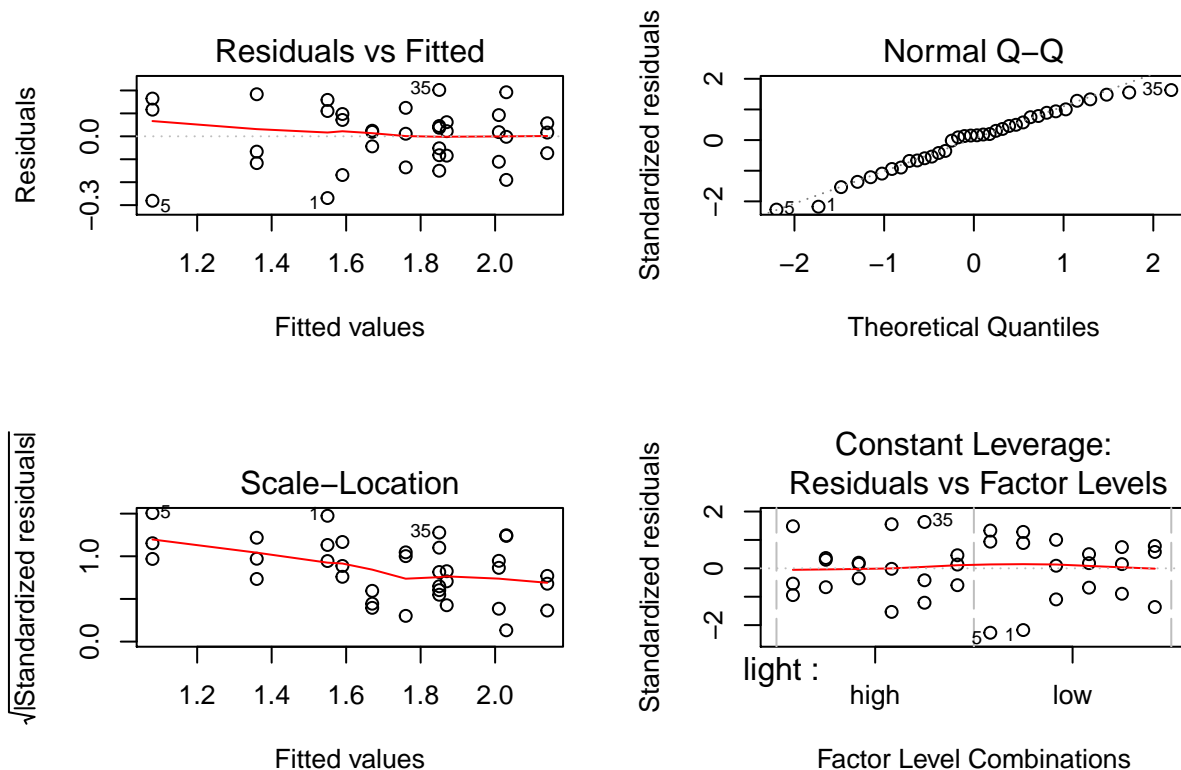 Residuals vs Fitted
Residuals
0.0
−0.3
35
5
1
1.2 1.4 1.6 1.8 2.0
Fitted values
Normal Q−Q
Standardized residuals
2
0
−2
35
5
1
−2 −1 0 1 2
Theoretical Quantiles
Scale−Location
√|Standardized residuals|
1.0
0.0
5
1
35
1.2 1.4 1.6 1.8 2.0
Fitted values
Constant Leverage:
Residuals vs Factor Levels
Standardized residuals
2
0
−2
35
5
1
light :
high low
Factor Level Combinations